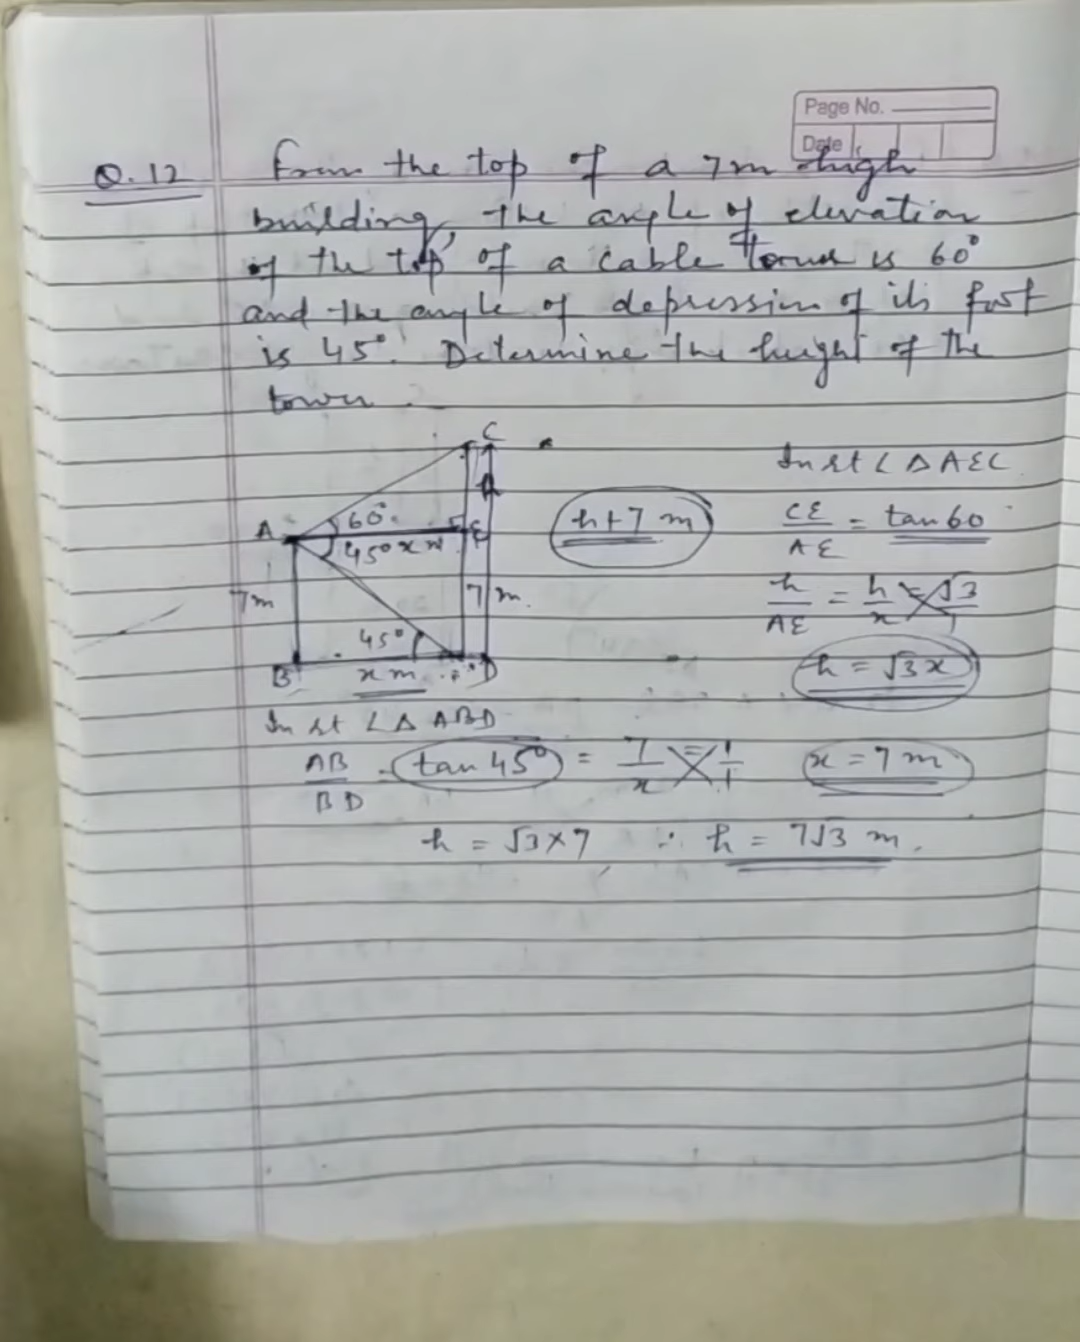 Page No.
Date
Q. 12 From the top of a 7m high
building, the angle of elevation
of the top of a cable tower is 60°
and the angle of depression of its foot
is 45°. Determine the height of the
tower.
C
A 60° E
45° x m
7m 7 m.
45°
B x m D
h+7 m
In rt ∠ △ AEC
CE/AE = tan 60
h/AE = h/x = √3/1
h = √3x
In rt ∠ △ ABD
AB/BD = tan 45° = 7/x = 1/1 x = 7 m
h = √3 × 7 ∴ h = 7√3 m.